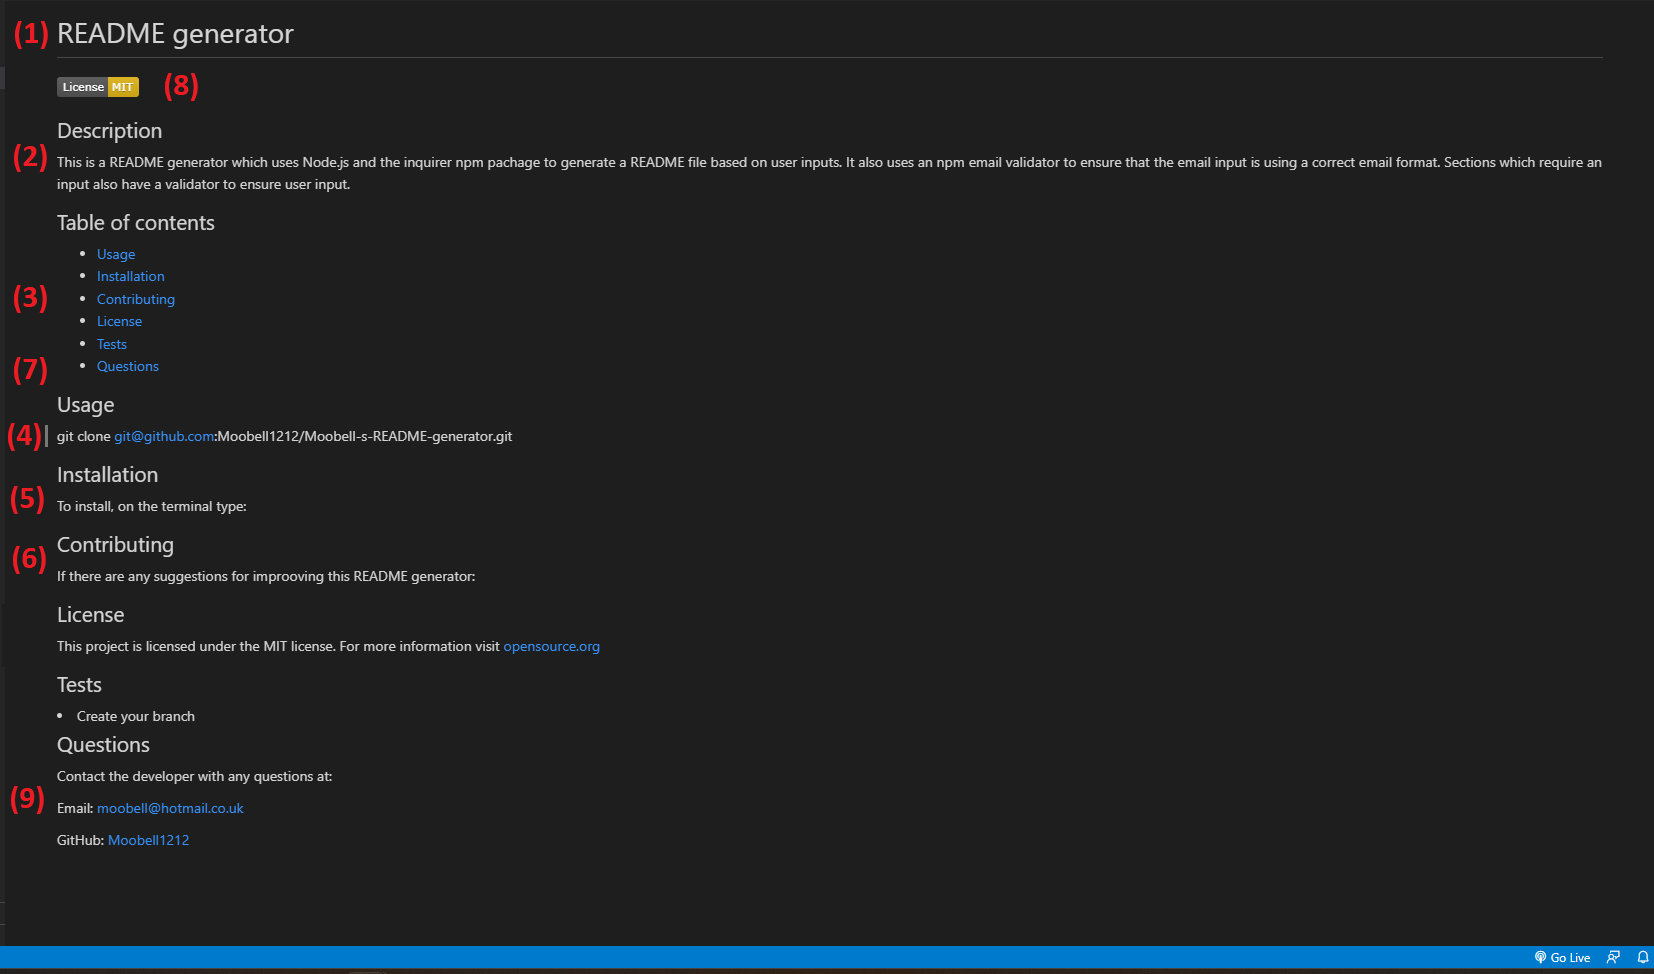 (1) README generator
License MIT (8)
Description
(2) This is a README generator which uses Node.js and the inquirer npm pachage to generate a README file based on user inputs. It also uses an npm email validator to ensure that the email input is using a correct email format. Sections which require an
input also have a validator to ensure user input.
Table of contents
• Usage
• Installation
(3) • Contributing
• License
• Tests
(7) • Questions
Usage
(4) git clone git@github.com:Moobell1212/Moobell-s-README-generator.git
Installation
(5) To install, on the terminal type:
Contributing
(6)
If there are any suggestions for improoving this README generator:
License
This project is licensed under the MIT license. For more information visit opensource.org
Tests
• Create your branch
Questions
Contact the developer with any questions at:
(9) Email: moobell@hotmail.co.uk
GitHub: Moobell1212
Go Live